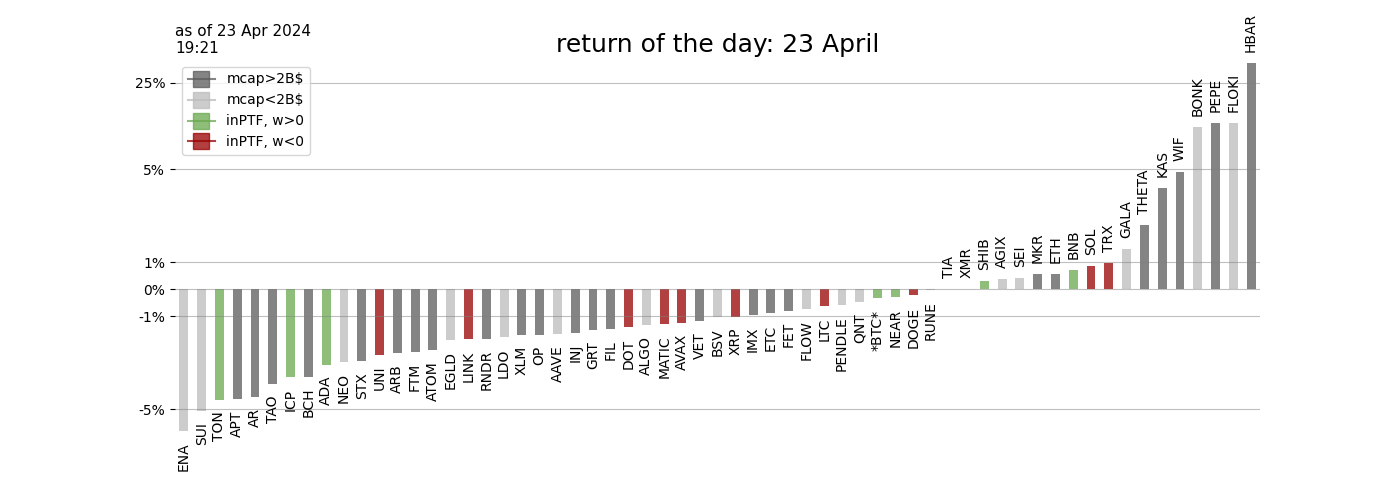 as of 23 Apr 2024
19:21
return of the day: 23 April
mcap>2B$
mcap<2B$
inPTF, w>0
inPTF, w<0
25%
5%
1%
0%
-1%
-5%
ENA
SUI
TON
APT
AR
TAO
ICP
BCH
ADA
NEO
STX
UNI
ARB
FTM
ATOM
EGLD
LINK
RNDR
LDO
XLM
OP
AAVE
INJ
GRT
FIL
DOT
ALGO
MATIC
AVAX
VET
BSV
XRP
IMX
ETC
FET
FLOW
LTC
PENDLE
QNT
*BTC*
NEAR
DOGE
RUNE
TIA
XMR
SHIB
AGIX
SEI
MKR
ETH
BNB
SOL
TRX
GALA
THETA
KAS
WIF
BONK
PEPE
FLOKI
HBAR